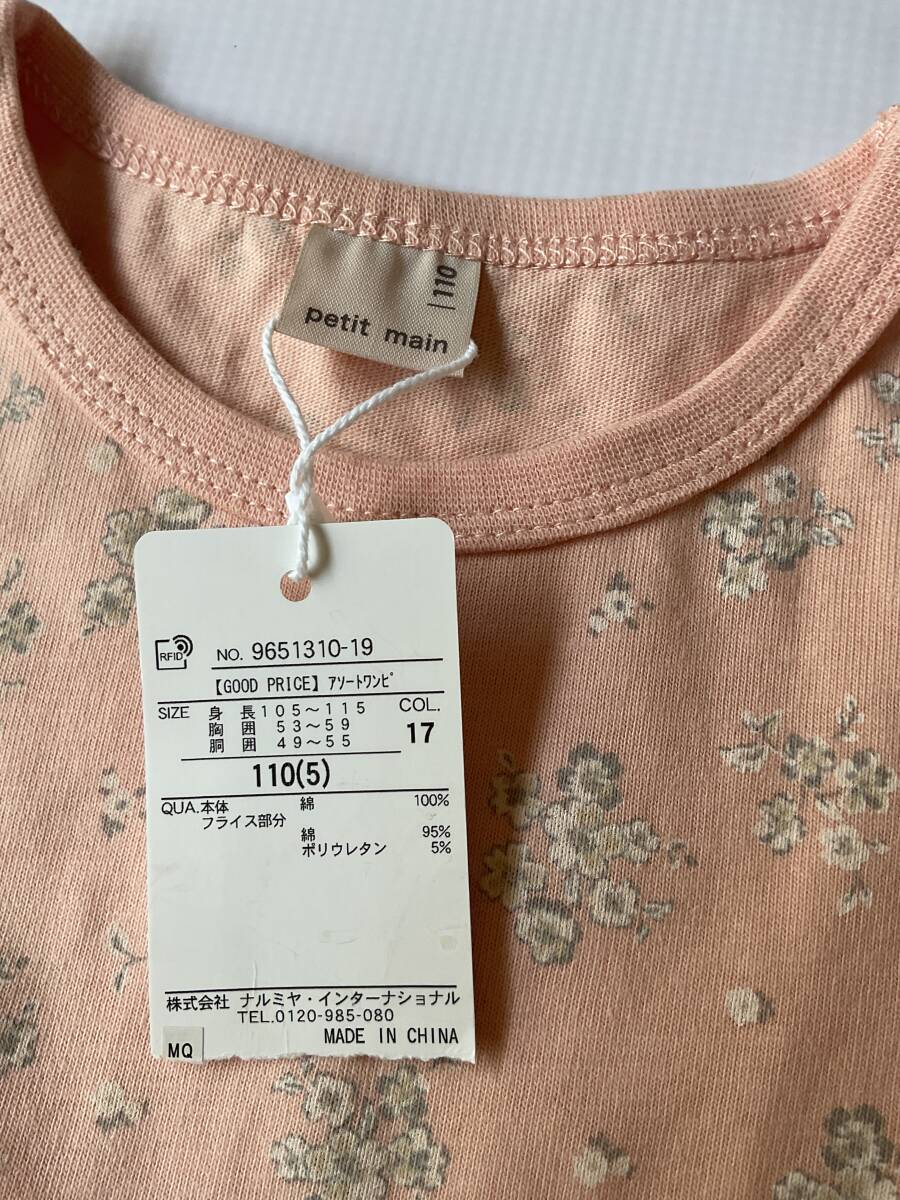 110
petit main
RFID
NO. 9651310-19
【GOOD PRICE】ｱｿｰﾄﾜﾝﾋﾟ
SIZE 身 長 105～115 COL.
胸 囲 53～59 17
胴 囲 49～55
110(5)
QUA.本体 綿 100%
フライス部分
綿 95%
ポリウレタン 5%
株式会社 ナルミヤ・インターナショナル
TEL.0120-985-080
MADE IN CHINA
MQ